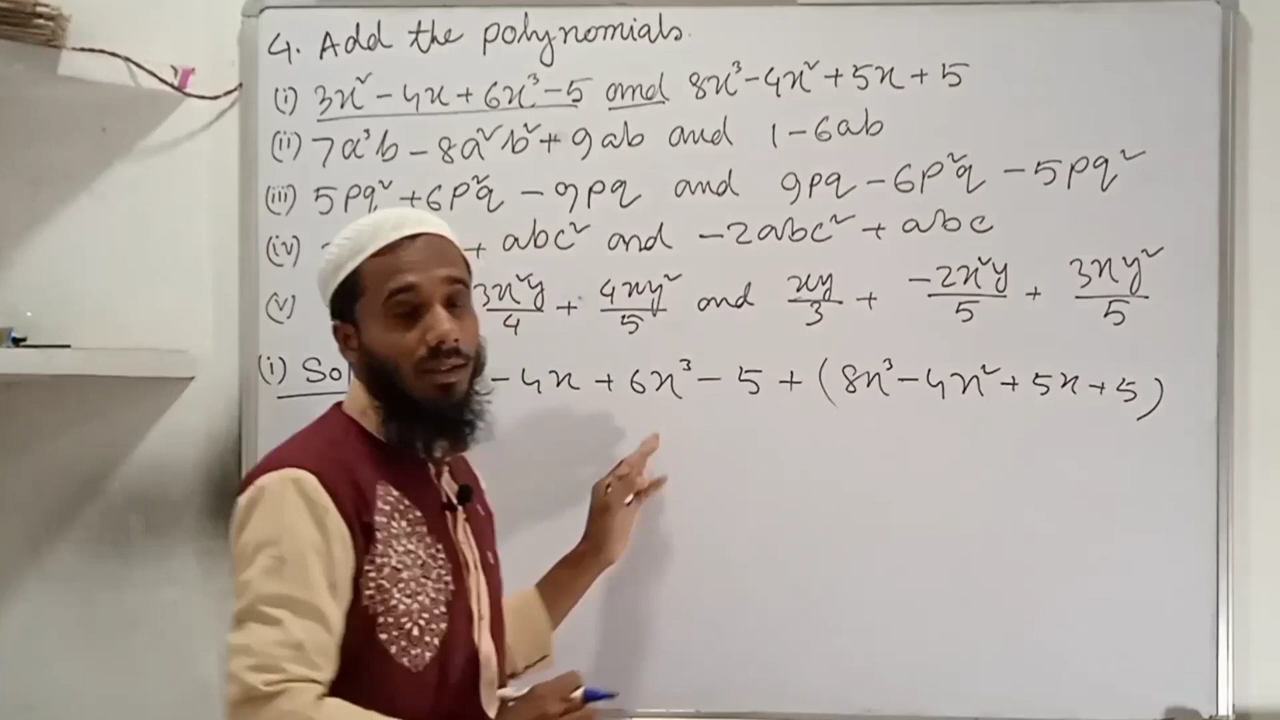 4. Add the polynomials.
(i) 3x² - 4x + 6x³ - 5 and 8x³ - 4x² + 5x + 5
(ii) 7a³b - 8a²b² + 9ab and 1 - 6ab
(iii) 5pq² + 6p²q - 9pq and 9pq - 6p²q - 5pq²
(iv) + abc² and -2abc² + abc
(v) 3x²y/4 + 4xy²/5 and xy/3 + -2x²y/5 + 3xy²/5
(i) - 4x + 6x³ - 5 + (8x³ - 4x² + 5x + 5)